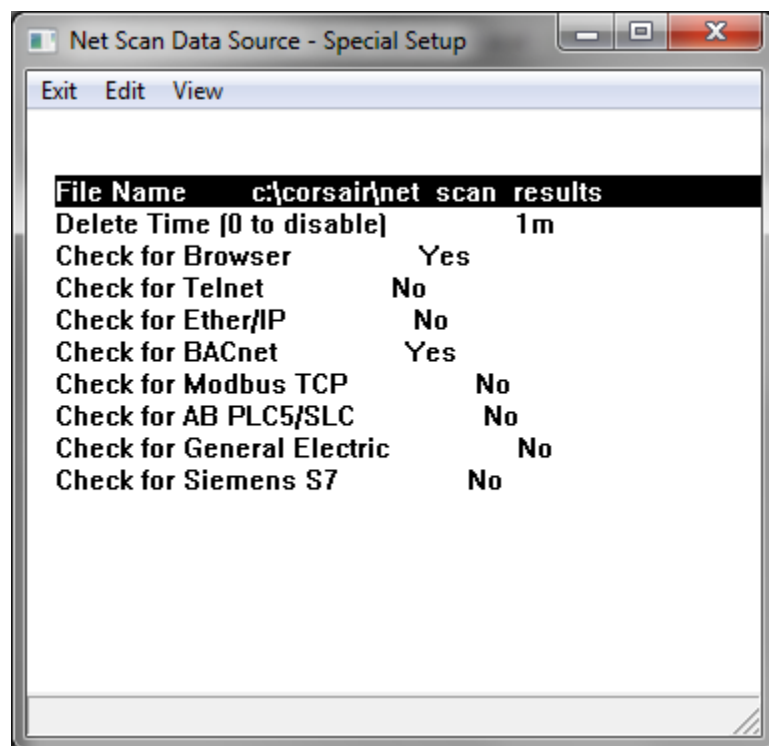 Net Scan Data Source - Special Setup
Exit Edit View
File Name c:\corsair\net scan results
Delete Time (0 to disable) 1m
Check for Browser Yes
Check for Telnet No
Check for Ether/IP No
Check for BACnet Yes
Check for Modbus TCP No
Check for AB PLC5/SLC No
Check for General Electric No
Check for Siemens S7 No